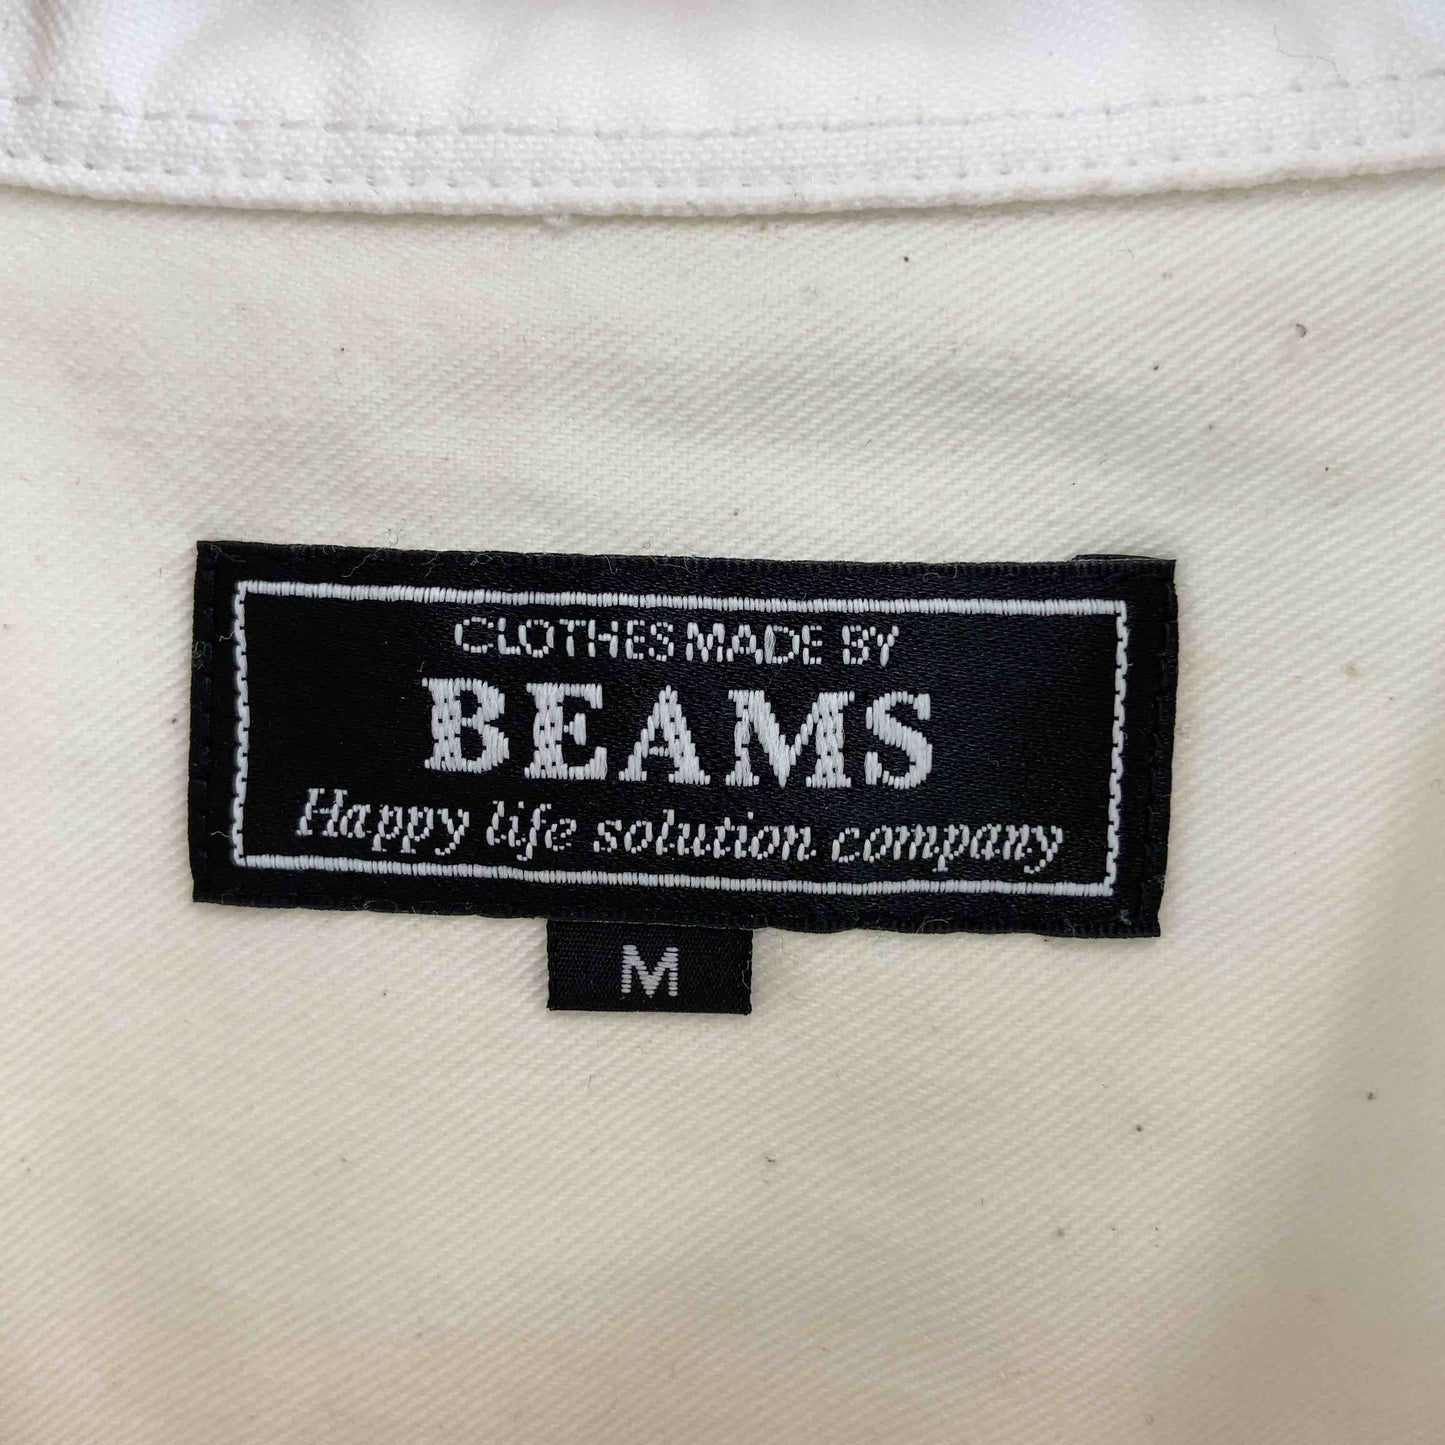 CLOTHES MADE BY
BEAMS
Happy life solution company
M